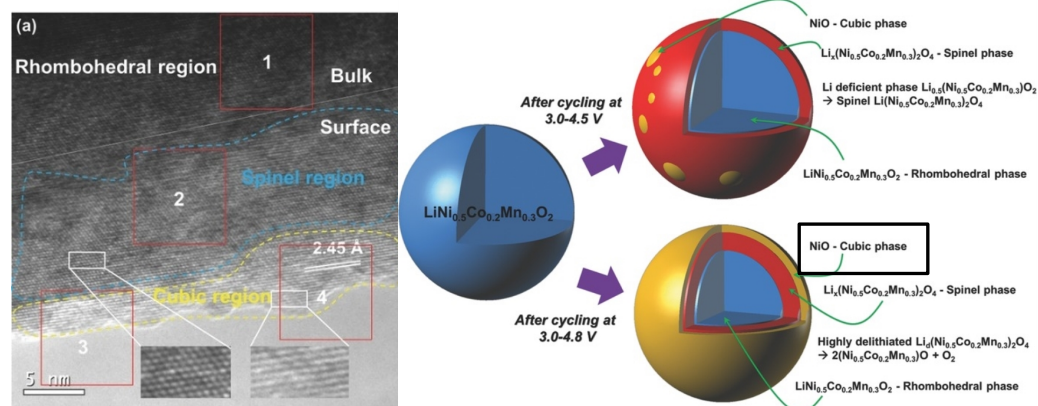 (a)
1
Rhombohedral region
Bulk
Surface
Spinel region
2
2.45 Å
Cubic region
4
3
5 nm
LiNi0.5Co0.2Mn0.3O2
After cycling at
3.0-4.5 V
After cycling at
3.0-4.8 V
NiO - Cubic phase
Lix(Ni0.5Co0.2Mn0.3)2O4 - Spinel phase
Li deficient phase Li0.5(Ni0.5Co0.2Mn0.3)O2
→ Spinel Li(Ni0.5Co0.2Mn0.3)2O4
LiNi0.5Co0.2Mn0.3O2 - Rhombohedral phase
NiO - Cubic phase
Lix(Ni0.5Co0.2Mn0.3)2O4 - Spinel phase
Highly delithiated Lid(Ni0.5Co0.2Mn0.3)2O4
→ 2(Ni0.5Co0.2Mn0.3)O + O2
LiNi0.5Co0.2Mn0.3O2 - Rhombohedral phase